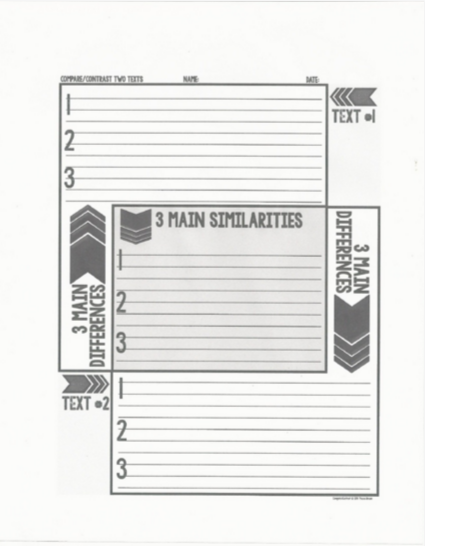 COMPARE/CONTRAST TWO TEXTS NAME: DATE:
TEXT #1
1
2
3
3 MAIN SIMILARITIES
1
2
3
3 MAIN
DIFFERENCES
3 MAIN
DIFFERENCES
TEXT #2
1
2
3